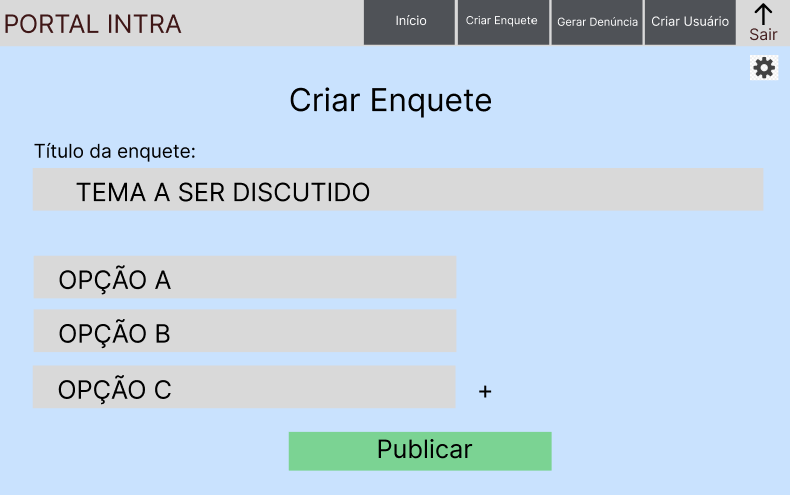 PORTAL INTRA
Início
Criar Enquete
Gerar Denúncia
Criar Usuário
Sair
Criar Enquete
Título da enquete:
TEMA A SER DISCUTIDO
OPÇÃO A
OPÇÃO B
OPÇÃO C
+
Publicar